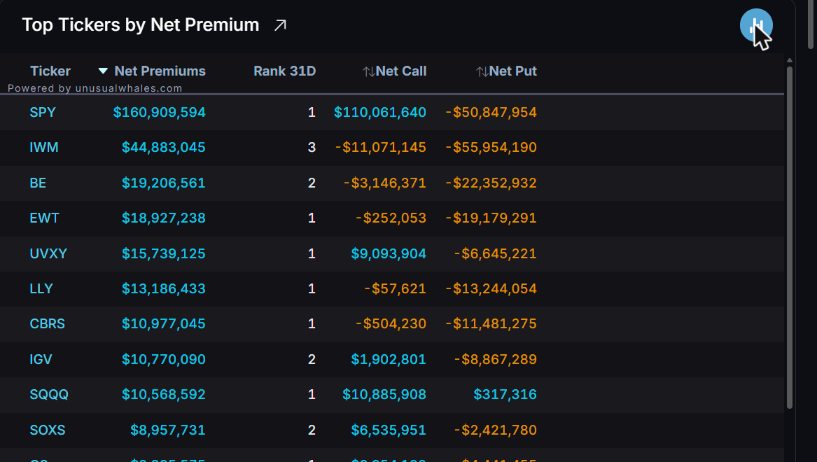 Top Tickers by Net Premium
Ticker Net Premiums Rank 31D Net Call Net Put
Powered by unusualwhales.com
SPY $160,909,594 1 $110,061,640 -$50,847,954
IWM $44,883,045 3 -$11,071,145 -$55,954,190
BE $19,206,561 2 -$3,146,371 -$22,352,932
EWT $18,927,238 1 -$252,053 -$19,179,291
UVXY $15,739,125 1 $9,093,904 -$6,645,221
LLY $13,186,433 1 -$57,621 -$13,244,054
CBRS $10,977,045 1 -$504,230 -$11,481,275
IGV $10,770,090 2 $1,902,801 -$8,867,289
SQQQ $10,568,592 1 $10,885,908 $317,316
SOXS $8,957,731 2 $6,535,951 -$2,421,780